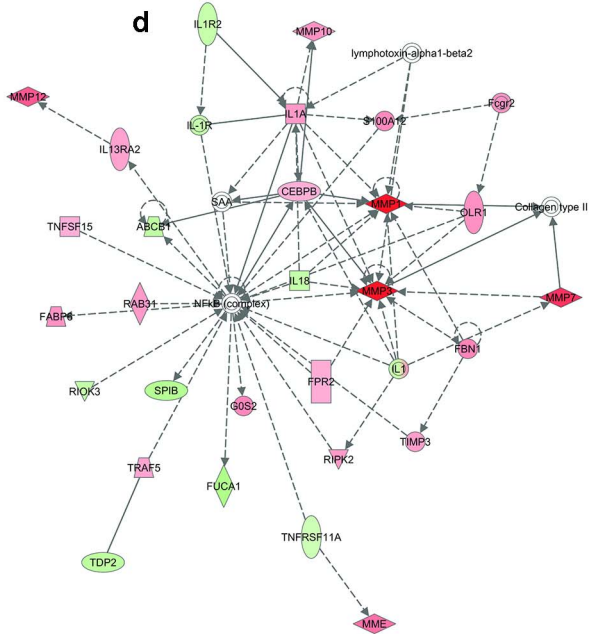 d
IL1R2
MMP10
lymphotoxin-alpha1-beta2
MMP12
IL-1R
IL1A
S100A12
Fcgr2
IL13RA2
CEBPB
SAA
MMP1
OLR1
Collagen type II
TNFSF15
ABCB1
IL18
MMP3
MMP7
FABP6
RAB31
NFkB (complex)
FBN1
RIOK3
SPIB
G0S2
FPR2
IL1
TIMP3
RIPK2
TRAF5
FUCA1
TNFRSF11A
TDP2
MME